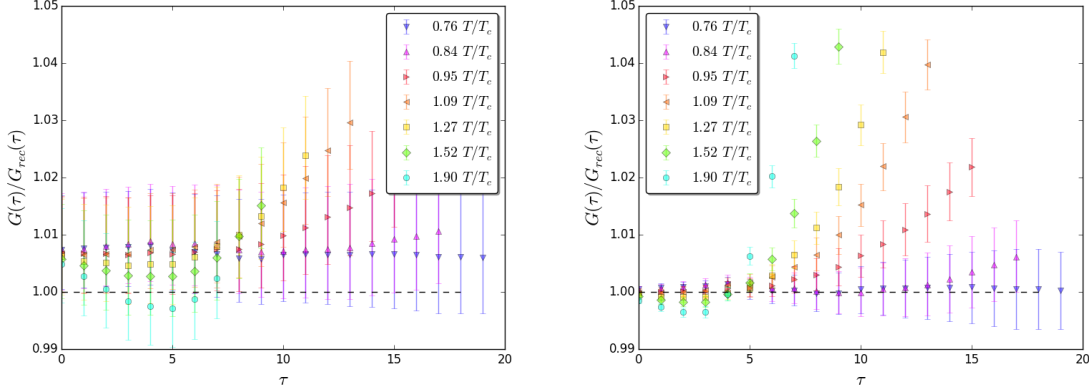 1.05
1.04
1.03
1.02
1.01
1.00
0.99
G(τ)/G_rec(τ)
0 5 10 15 20
τ
0.76 T/T_c
0.84 T/T_c
0.95 T/T_c
1.09 T/T_c
1.27 T/T_c
1.52 T/T_c
1.90 T/T_c
1.05
1.04
1.03
1.02
1.01
1.00
0.99
G(τ)/G_rec(τ)
0 5 10 15 20
τ
0.76 T/T_c
0.84 T/T_c
0.95 T/T_c
1.09 T/T_c
1.27 T/T_c
1.52 T/T_c
1.90 T/T_c